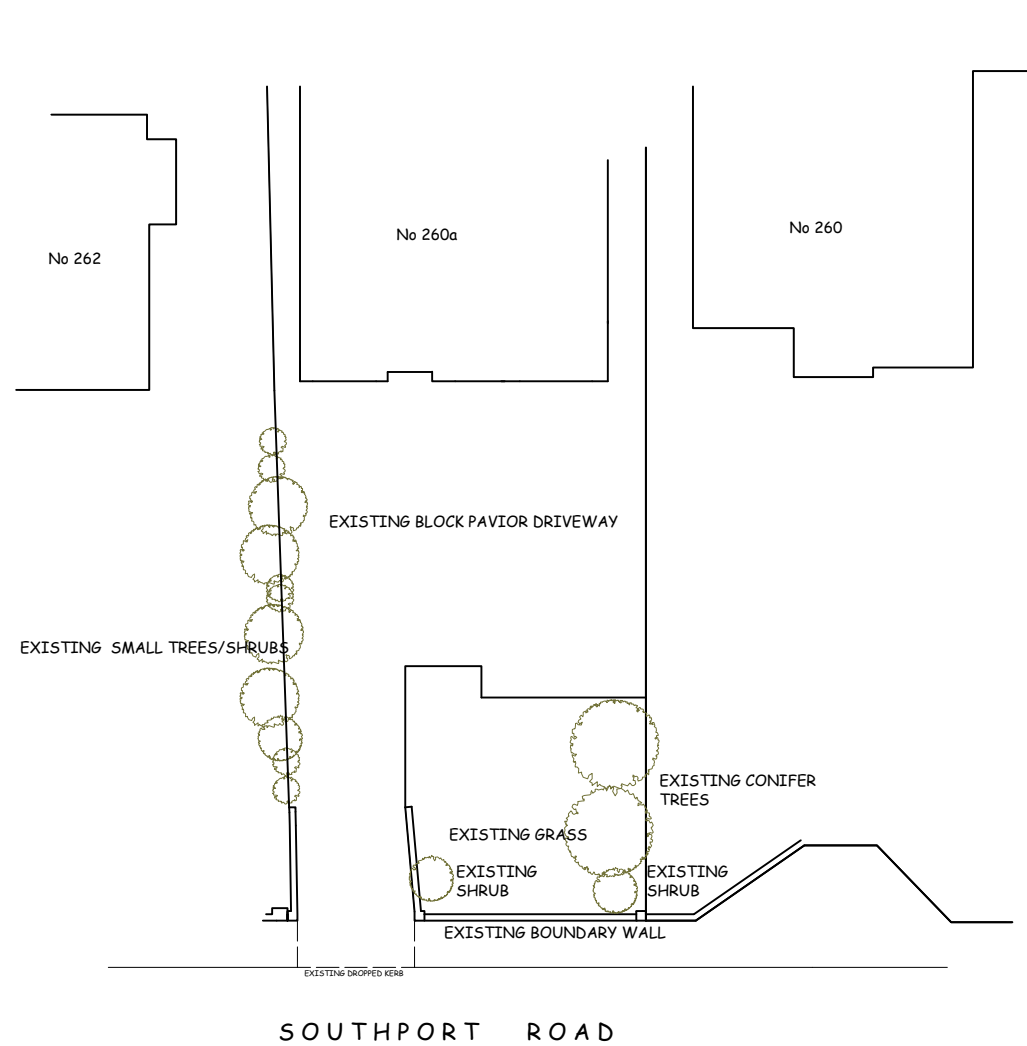 No 260
No 260a
No 262
EXISTING BLOCK PAVIOR DRIVEWAY
EXISTING SMALL TREES/SHRUBS
EXISTING CONIFER
TREES
EXISTING GRASS
EXISTING
SHRUB
EXISTING
SHRUB
EXISTING BOUNDARY WALL
EXISTING DROPPED KERB
SOUTHPORT ROAD